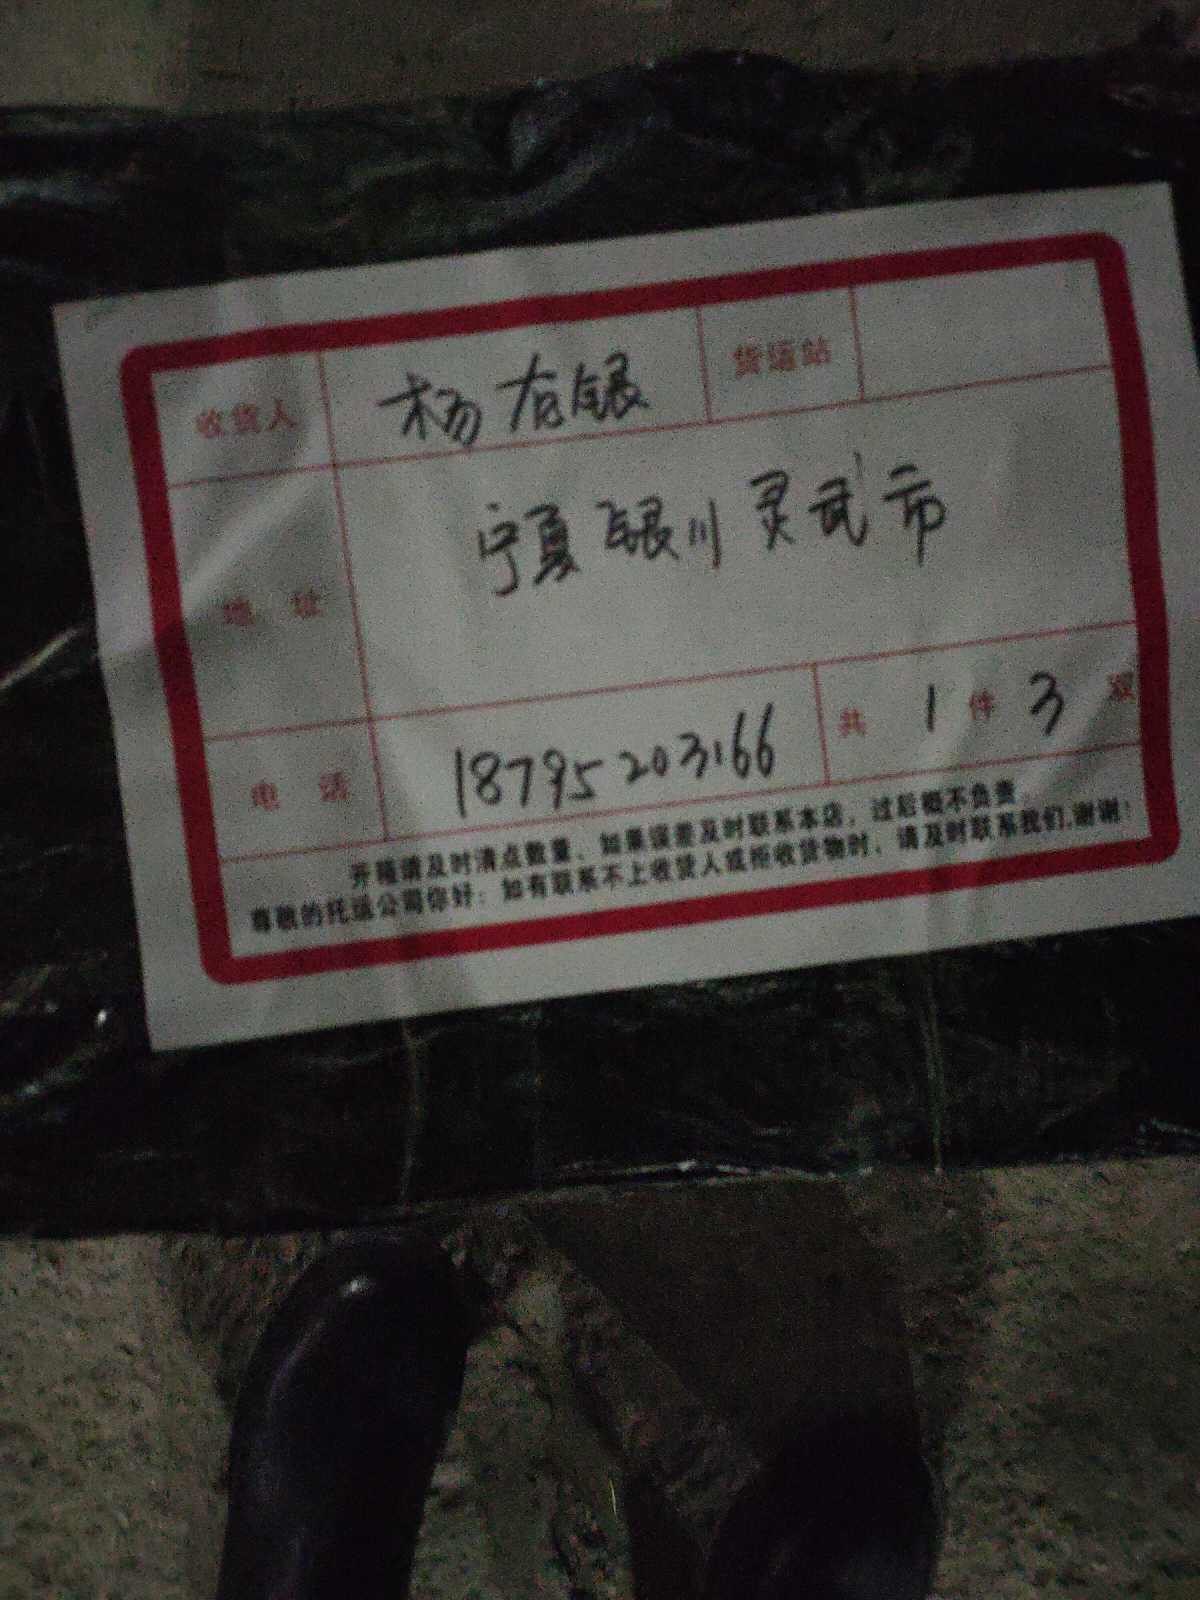 收货人 杨右银 货运站
地 址 宁夏银川灵武市
电 话 18795203166 共 1 件 3 双
开箱请及时清点数量、如果误差及时联系本店，过后概不负责
尊敬的托运公司你好：如有联系不上收货人或拒收货物时，请及时联系我们,谢谢！